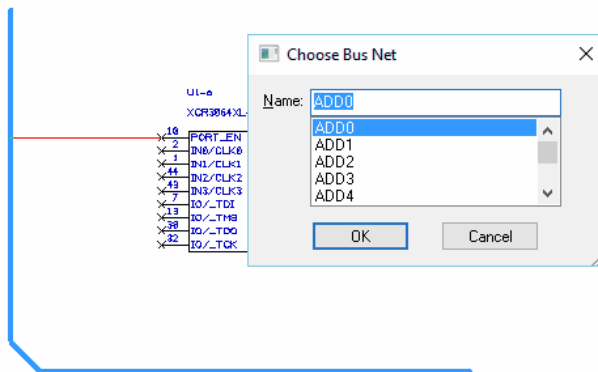 Choose Bus Net
Name: ADD0
ADD0
ADD1
ADD2
ADD3
ADD4
OK Cancel
U1-a
XCR3064XL-
10 PORT_EN
2 IN0/CLK0
1 IN1/CLK1
44 IN2/CLK2
43 IN3/CLK3
7 IO/_TDI
13 IO/_TMS
38 IO/_TDO
32 IO/_TCK